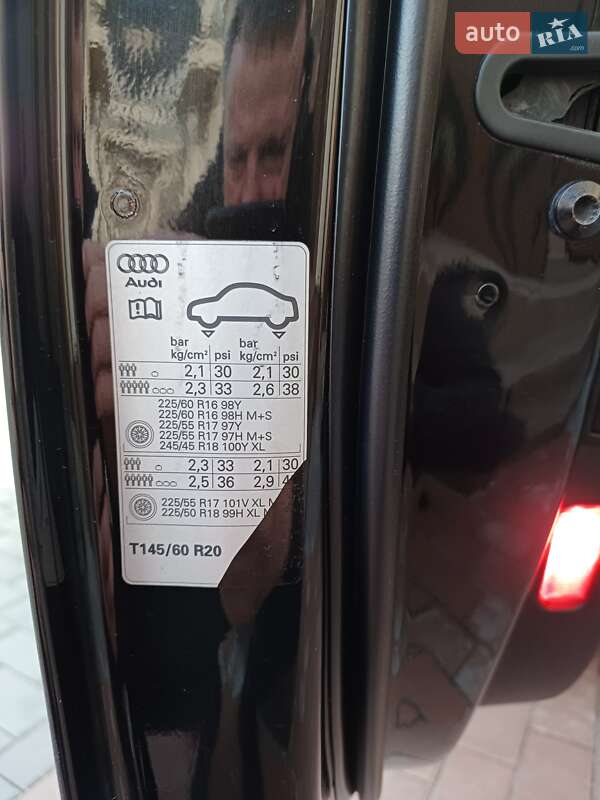 auto RIA.com
Audi
bar psi bar psi
kg/cm² kg/cm²
2,1 30 2,1 30
2,3 33 2,6 38
225/60 R16 98Y
225/60 R16 98H M+S
225/55 R17 97Y
225/55 R17 97H M+S
245/45 R18 100Y XL
2,3 33 2,1 30
2,5 36 2,9
225/55 R17 101V XL
225/50 R18 99H XL
T145/60 R20